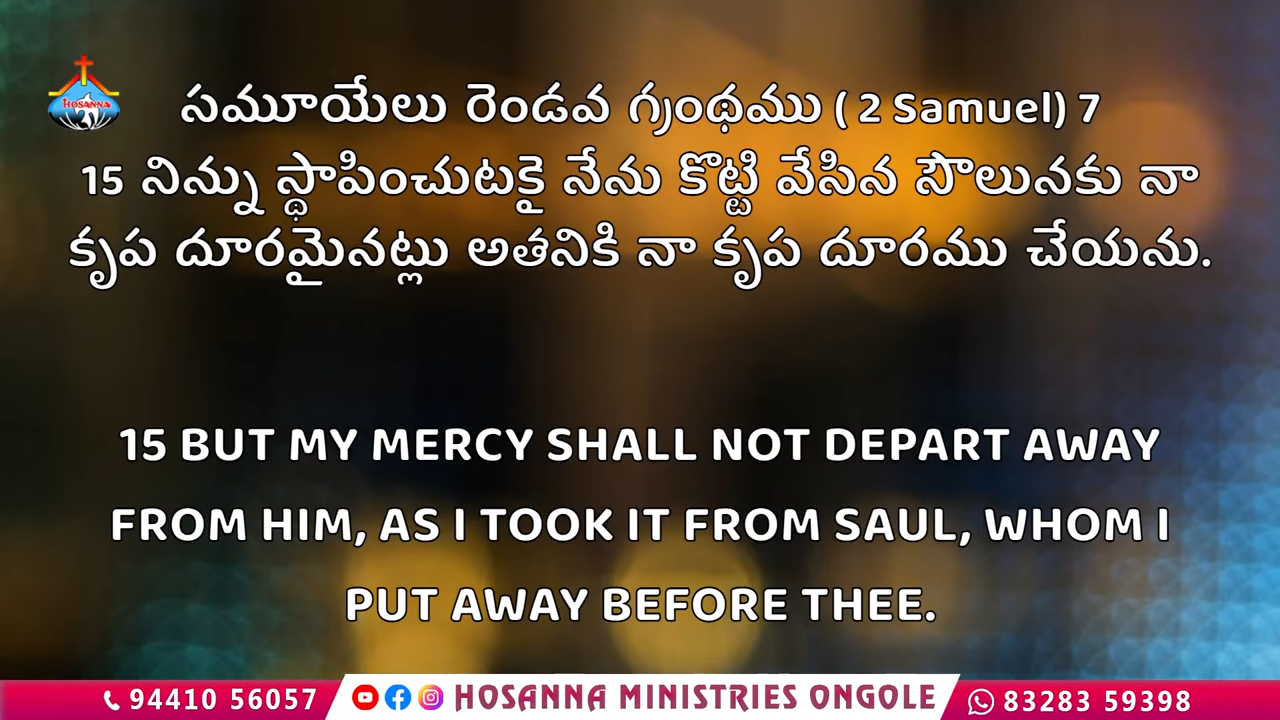 HOSANNA
సమూయేలు రెండవ గ్రంథము ( 2 Samuel) 7
15 నిన్ను స్థాపించుటకై నేను కొట్టి వేసిన సౌలునకు నా
కృప దూరమైనట్లు అతనికి నా కృప దూరము చేయను.
15 BUT MY MERCY SHALL NOT DEPART AWAY
FROM HIM, AS I TOOK IT FROM SAUL, WHOM I
PUT AWAY BEFORE THEE.
94410 56057 HOSANNA MINISTRIES ONGOLE 83283 59398